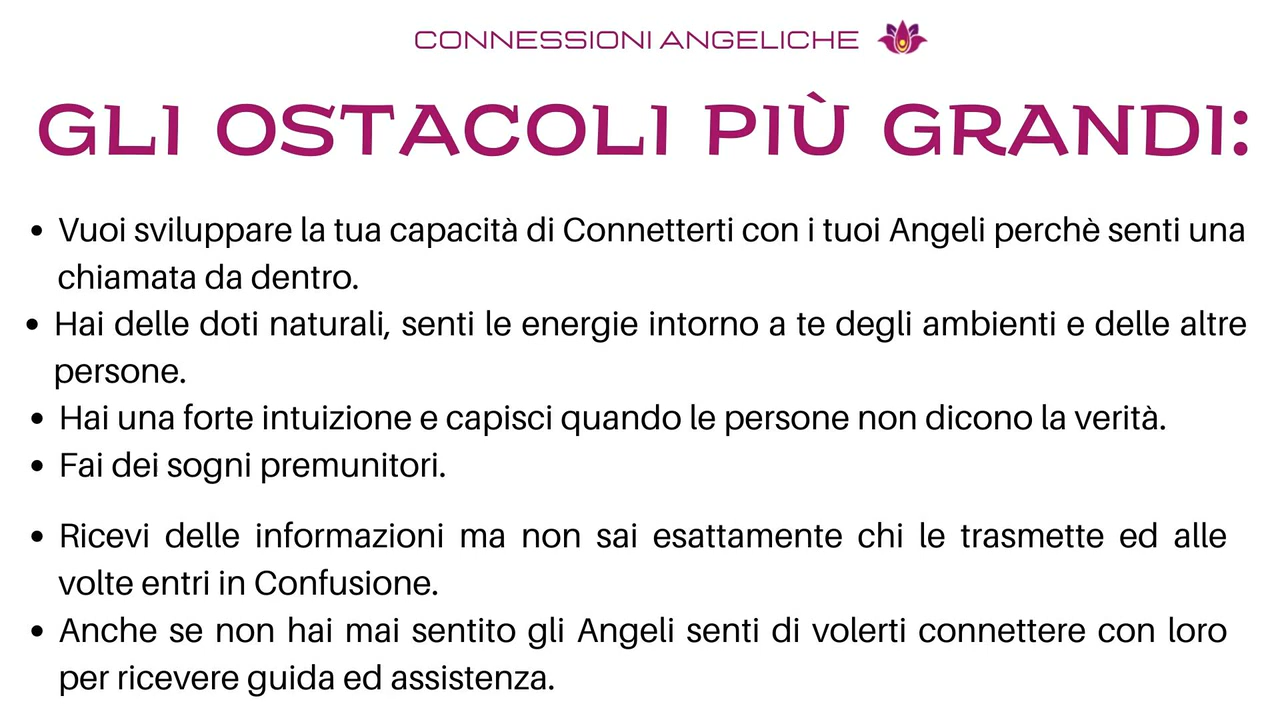 CONNESSIONI ANGELICHE
GLI OSTACOLI PIÙ GRANDI:
• Vuoi sviluppare la tua capacità di Connetterti con i tuoi Angeli perchè senti una
chiamata da dentro.
• Hai delle doti naturali, senti le energie intorno a te degli ambienti e delle altre
persone.
• Hai una forte intuizione e capisci quando le persone non dicono la verità.
• Fai dei sogni premunitori.
• Ricevi delle informazioni ma non sai esattamente chi le trasmette ed alle
volte entri in Confusione.
• Anche se non hai mai sentito gli Angeli senti di volerti connettere con loro
per ricevere guida ed assistenza.